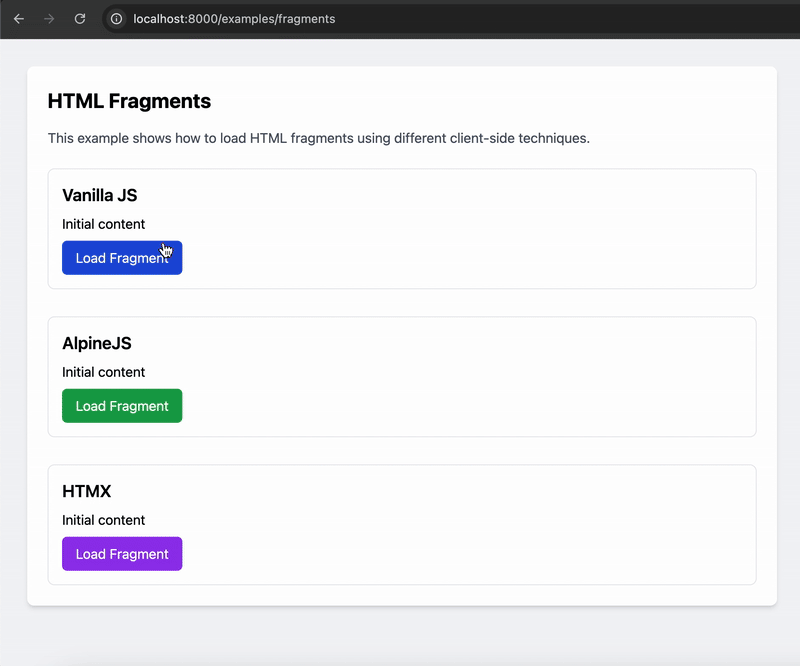 localhost:8000/examples/fragments
HTML Fragments
This example shows how to load HTML fragments using different client-side techniques.
Vanilla JS
Initial content
Load Fragment
AlpineJS
Initial content
Load Fragment
HTMX
Initial content
Load Fragment